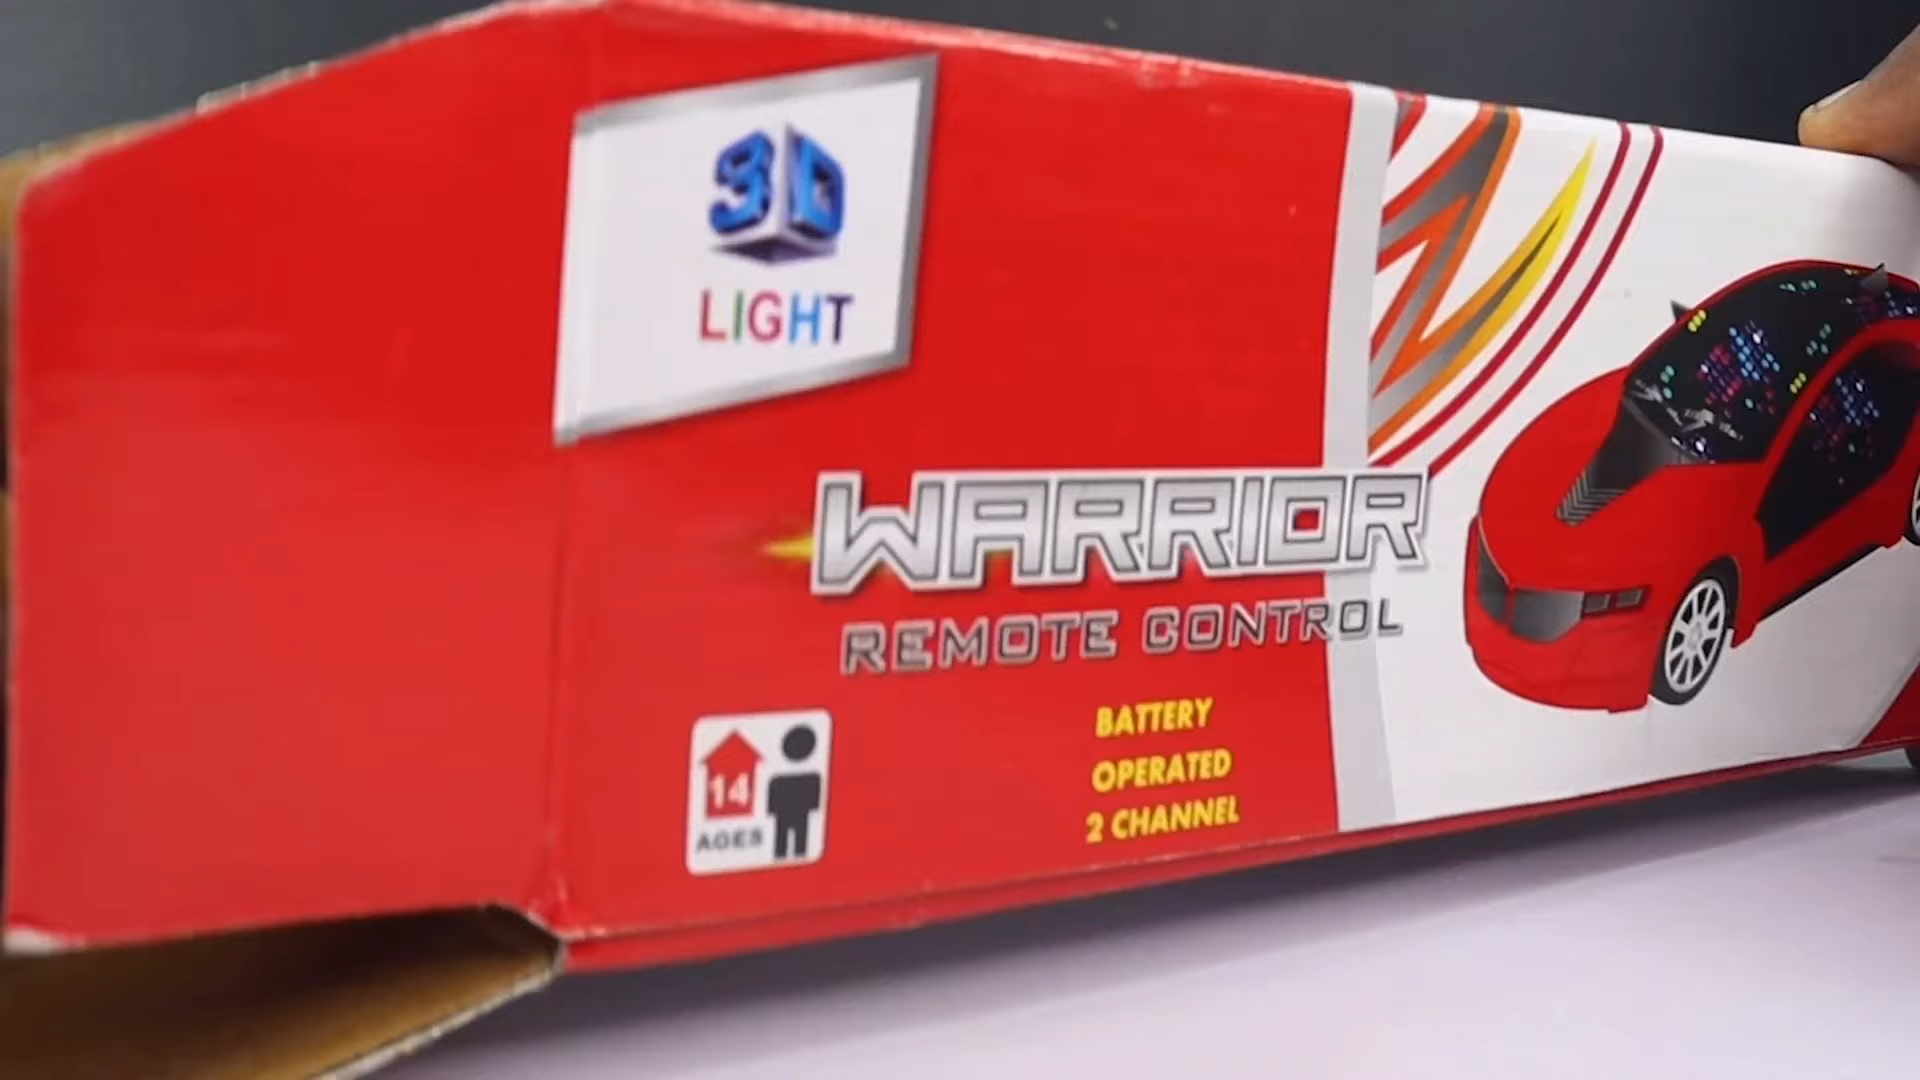 3D
LIGHT
WARRIOR
REMOTE CONTROL
14
AGES
BATTERY
OPERATED
2 CHANNEL